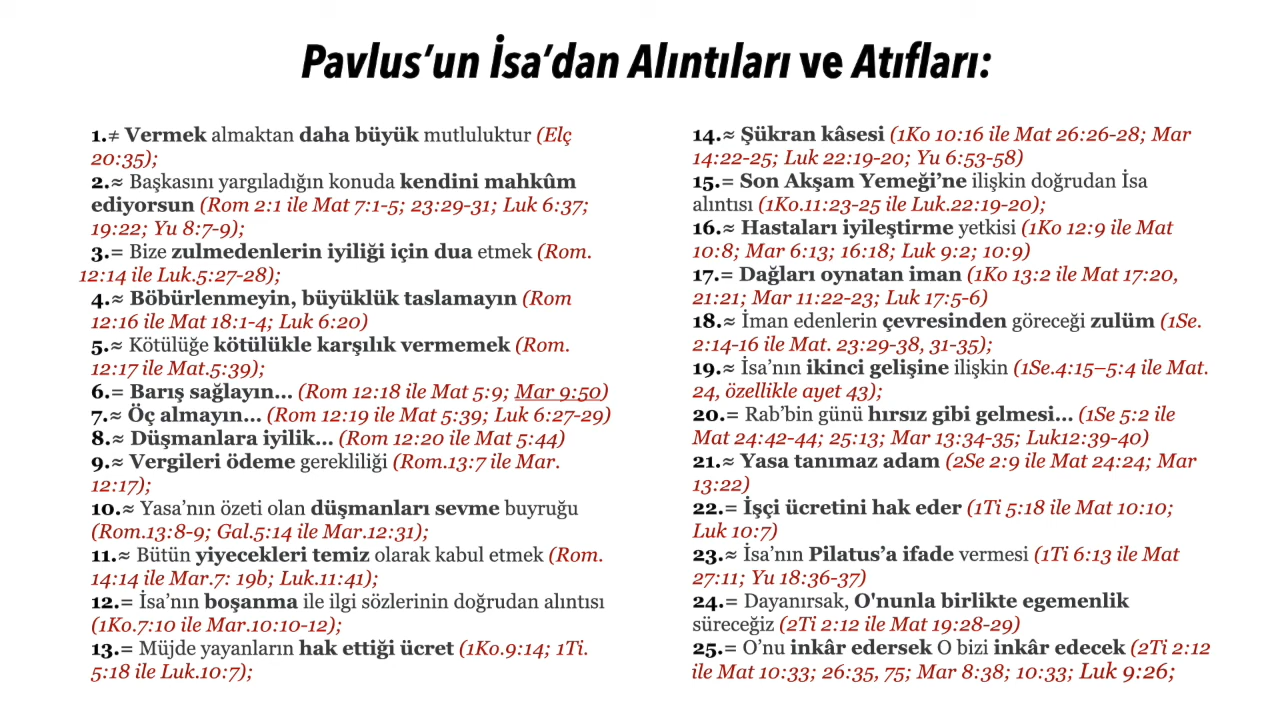 Pavlus’un İsa’dan Alıntıları ve Atıfları:
1.≠ Vermek almaktan daha büyük mutluluktur (Elç
20:35);
2.≈ Başkasını yargıladığın konuda kendini mahkûm
ediyorsun (Rom 2:1 ile Mat 7:1-5; 23:29-31; Luk 6:37;
19:22; Yu 8:7-9);
3.= Bize zulmedenlerin iyiliği için dua etmek (Rom.
12:14 ile Luk.5:27-28);
4.≈ Böbürlenmeyin, büyüklük taslamayın (Rom
12:16 ile Mat 18:1-4; Luk 6:20)
5.≈ Kötülüğe kötülükle karşılık vermemek (Rom.
12:17 ile Mat.5:39);
6.= Barış sağlayın... (Rom 12:18 ile Mat 5:9; Mar 9:50)
7.≈ Öç almayın... (Rom 12:19 ile Mat 5:39; Luk 6:27-29)
8.≈ Düşmanlara iyilik... (Rom 12:20 ile Mat 5:44)
9.≈ Vergileri ödeme gerekliliği (Rom.13:7 ile Mar.
12:17);
10.≈ Yasa’nın özeti olan düşmanları sevme buyruğu
(Rom.13:8-9; Gal.5:14 ile Mar.12:31);
11.≈ Bütün yiyecekleri temiz olarak kabul etmek (Rom.
14:14 ile Mar.7: 19b; Luk.11:41);
12.= İsa’nın boşanma ile ilgi sözlerinin doğrudan alıntısı
(1Ko.7:10 ile Mar.10:10-12);
13.= Müjde yayanların hak ettiği ücret (1Ko.9:14; 1Ti.
5:18 ile Luk.10:7);
14.≈ Şükran kâsesi (1Ko 10:16 ile Mat 26:26-28; Mar
14:22-25; Luk 22:19-20; Yu 6:53-58)
15.= Son Akşam Yemeği’ne ilişkin doğrudan İsa
alıntısı (1Ko.11:23-25 ile Luk.22:19-20);
16.≈ Hastaları iyileştirme yetkisi (1Ko 12:9 ile Mat
10:8; Mar 6:13; 16:18; Luk 9:2; 10:9)
17.= Dağları oynatan iman (1Ko 13:2 ile Mat 17:20,
21:21; Mar 11:22-23; Luk 17:5-6)
18.≈ İman edenlerin çevresinden göreceği zulüm (1Se.
2:14-16 ile Mat. 23:29-38, 31-35);
19.≈ İsa’nın ikinci gelişine ilişkin (1Se.4:15–5:4 ile Mat.
24, özellikle ayet 43);
20.= Rab’bin günü hırsız gibi gelmesi... (1Se 5:2 ile
Mat 24:42-44; 25:13; Mar 13:34-35; Luk12:39-40)
21.≈ Yasa tanımaz adam (2Se 2:9 ile Mat 24:24; Mar
13:22)
22.= İşçi ücretini hak eder (1Ti 5:18 ile Mat 10:10;
Luk 10:7)
23.≈ İsa’nın Pilatus’a ifade vermesi (1Ti 6:13 ile Mat
27:11; Yu 18:36-37)
24.= Dayanırsak, O'nunla birlikte egemenlik
süreceğiz (2Ti 2:12 ile Mat 19:28-29)
25.= O’nu inkâr edersek O bizi inkâr edecek (2Ti 2:12
ile Mat 10:33; 26:35, 75; Mar 8:38; 10:33; Luk 9:26;